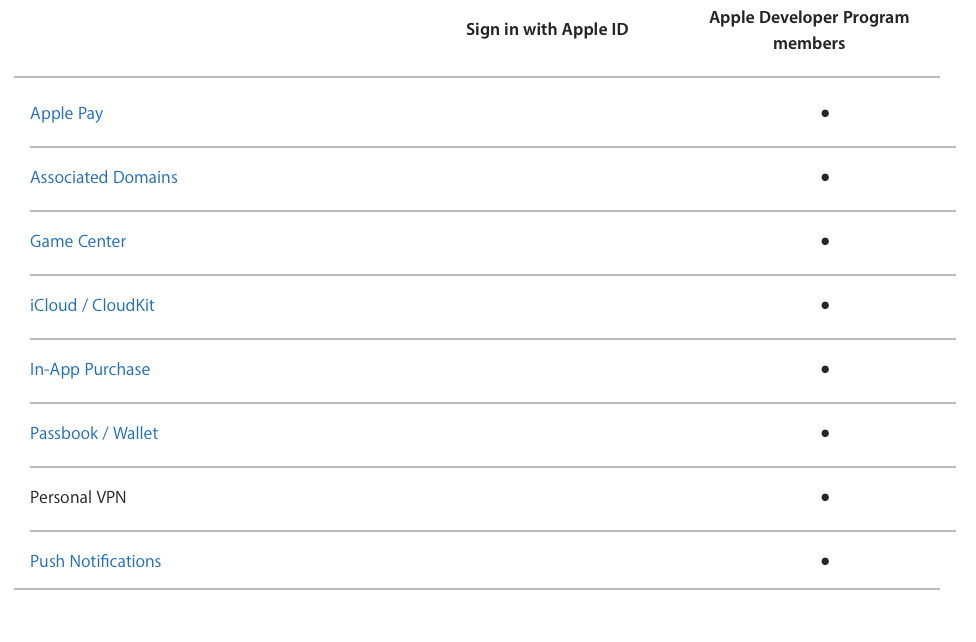 Sign in with Apple ID
Apple Developer Program
members
Apple Pay •
Associated Domains •
Game Center •
iCloud / CloudKit •
In-App Purchase •
Passbook / Wallet •
Personal VPN •
Push Notifications •